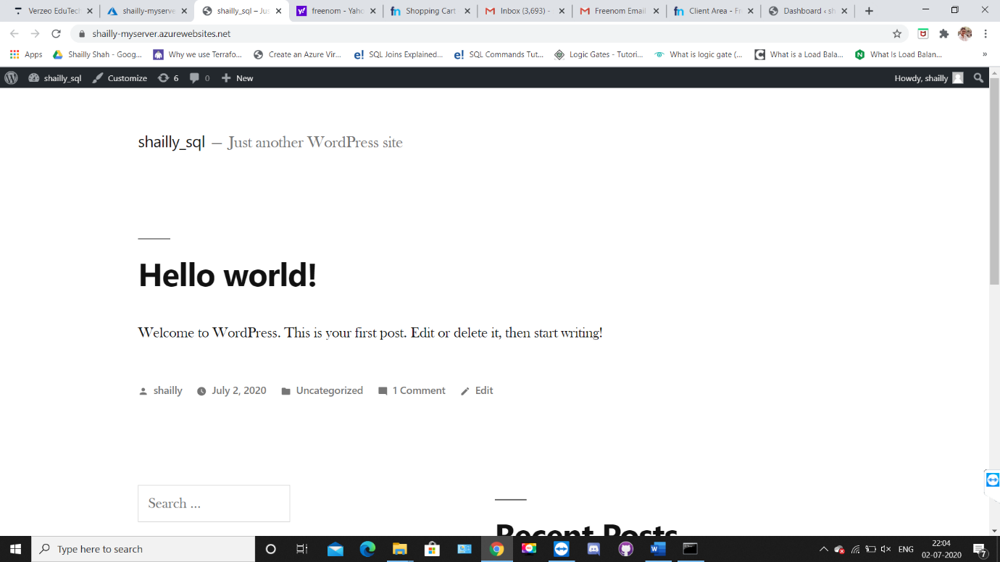 Verzeo EduTech
shailly-myserve
shailly_sql – Jus
freenom - Yaho
Shopping Cart
Inbox (3,693) -
Freenom Email
Client Area - Fr
Dashboard ‹ sh
shailly-myserver.azurewebsites.net
Apps
Shailly Shah - Goog...
Why we use Terrafo...
Create an Azure Vir...
e! SQL Joins Explained...
e! SQL Commands Tut...
Logic Gates - Tutori...
What is logic gate (...
What is a Load Bala...
What Is Load Balan...
»
shailly_sql
Customize
6
0
New
Howdy, shailly
shailly_sql — Just another WordPress site
Hello world!
Welcome to WordPress. This is your first post. Edit or delete it, then start writing!
shailly
July 2, 2020
Uncategorized
1 Comment
Edit
Search ...
Recent Posts
Type here to search
ENG
22:04
02-07-2020
7